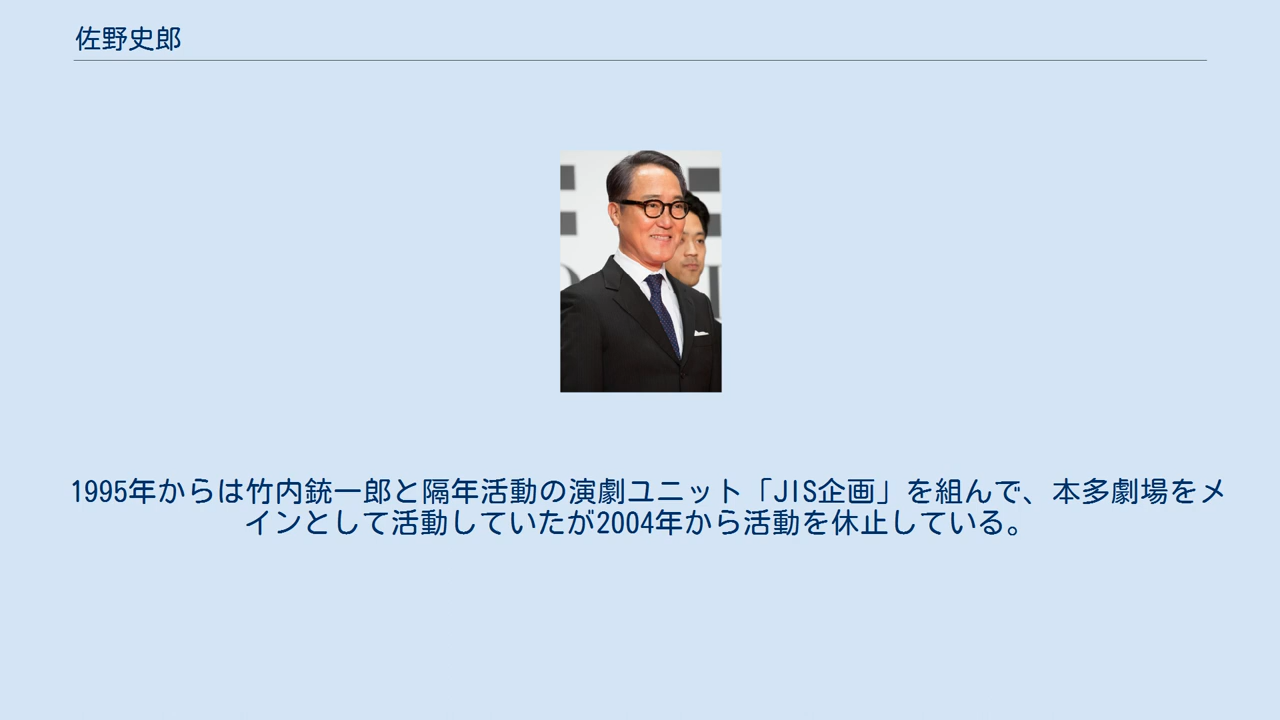 佐野史郎
1995年からは竹内銃一郎と隔年活動の演劇ユニット「JIS企画」を組んで、本多劇場をメ
インとして活動していたが2004年から活動を休止している。